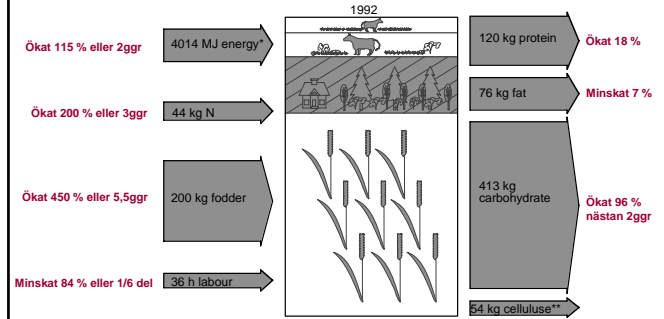 1992
Ökat 115 % eller 2ggr
4014 MJ energy*
120 kg protein
Ökat 18 %
76 kg fat
Minskat 7 %
Ökat 200 % eller 3ggr
44 kg N
Ökat 450 % eller 5,5ggr
200 kg fodder
413 kg
carbohydrate
Ökat 96 %
nästan 2ggr
Minskat 84 % eller 1/6 del
36 h labour
54 kg celluluse**